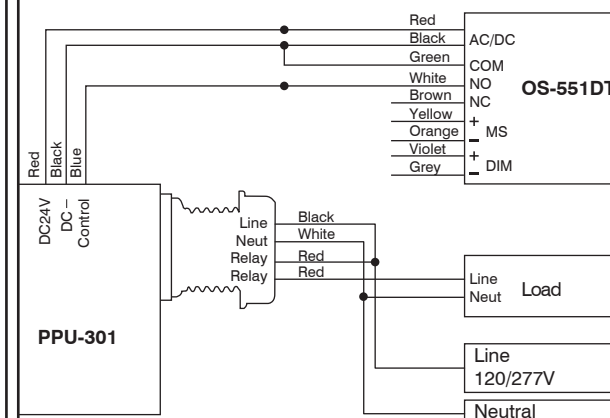 Red
Black
Green
White
Brown
Yellow
Orange
Violet
Grey
AC/DC
COM
NO
NC
+
− MS
+
− DIM
OS-551DT
Red
Black
Blue
DC24V
DC−
Control
PPU-301
Line
Neut
Relay
Relay
Black
White
Red
Red
Line
Neut
Load
Line
120/277V
Neutral